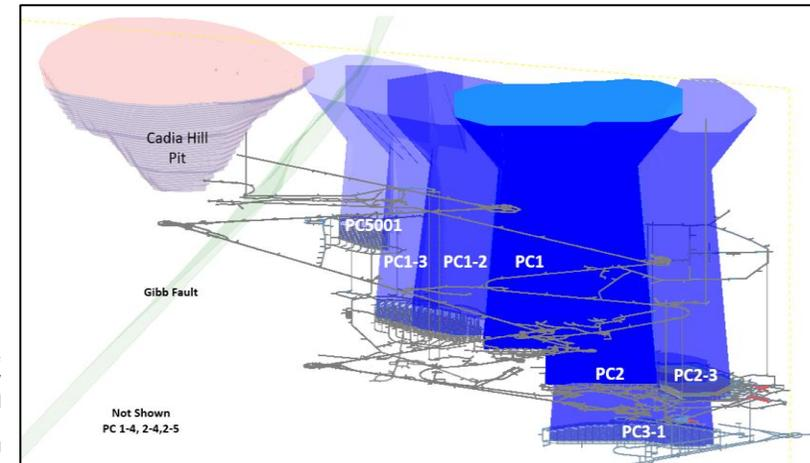 Cadia Hill
Pit
PC5001
PC1-3
PC1-2
PC1
Gibb Fault
PC2
PC2-3
Not Shown
PC 1-4, 2-4,2-5
PC3-1